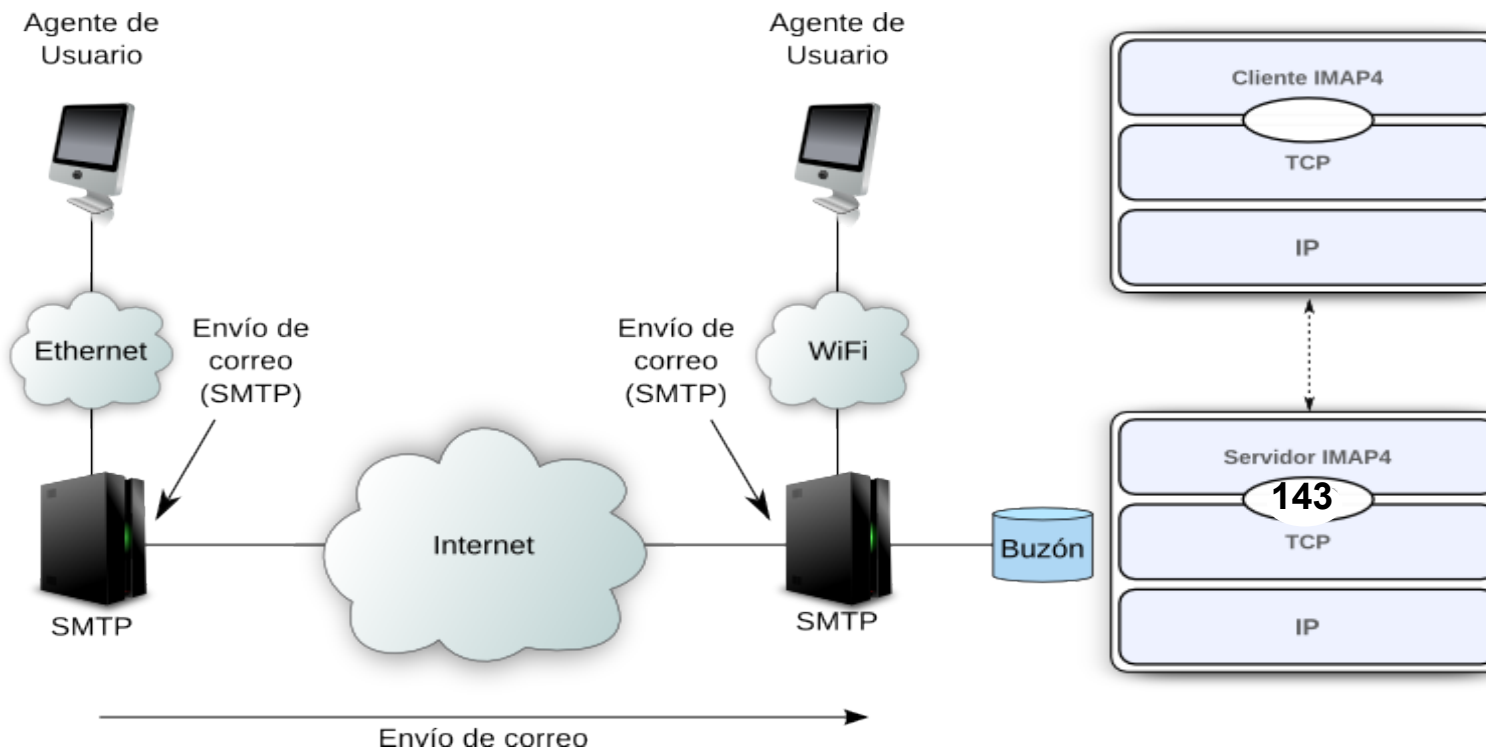 Agente de
Usuario
Agente de
Usuario
Cliente IMAP4
TCP
IP
Ethernet
Envío de
correo
(SMTP)
Envío de
correo
(SMTP)
WiFi
Internet
SMTP
SMTP
Buzón
Servidor IMAP4
143
TCP
IP
Envío de correo